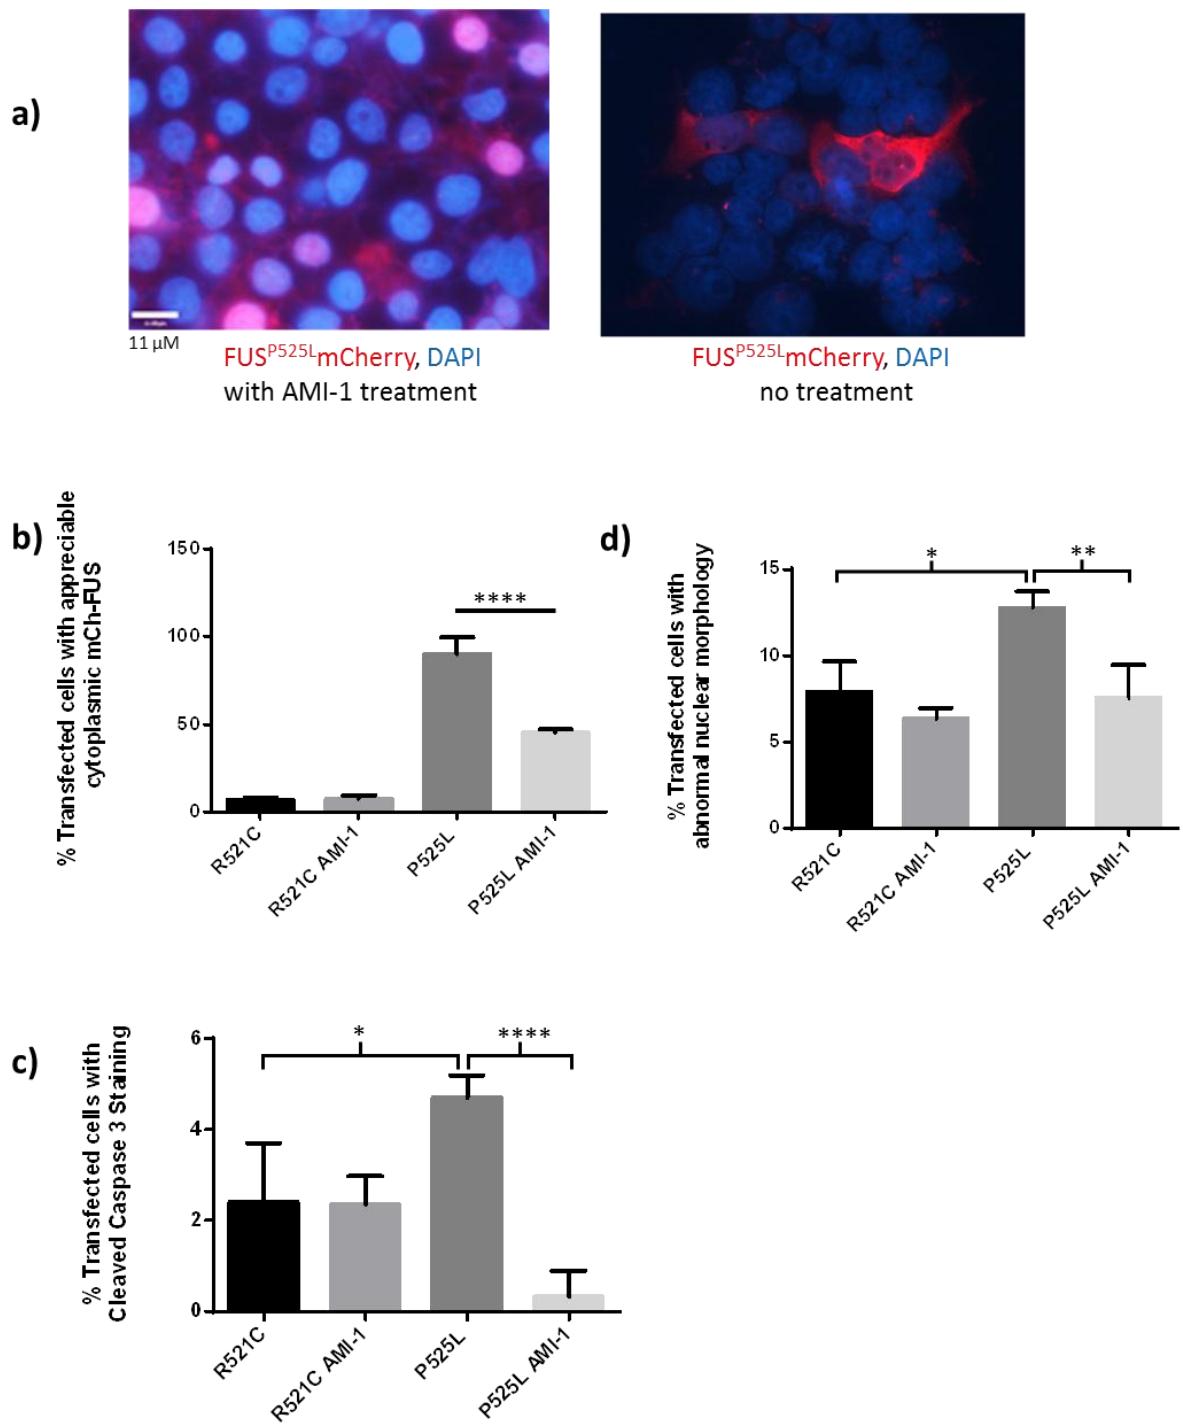 a)
11 µM
FUSP525LmCherry, DAPI
with AMI-1 treatment
FUSP525LmCherry, DAPI
no treatment
b)
% Transfected cells with appreciable
cytoplasmic mCh-FUS
150
100
50
0
****
R521C
R521C AMI-1
P525L
P525L AMI-1
d)
% Transfected cells with
abnormal nuclear morphology
15
10
5
0
*
**
R521C
R521C AMI-1
P525L
P525L AMI-1
c)
% Transfected cells with
Cleaved Caspase 3 Staining
6
4
2
0
*
****
R521C
R521C AMI-1
P525L
P525L AMI-1